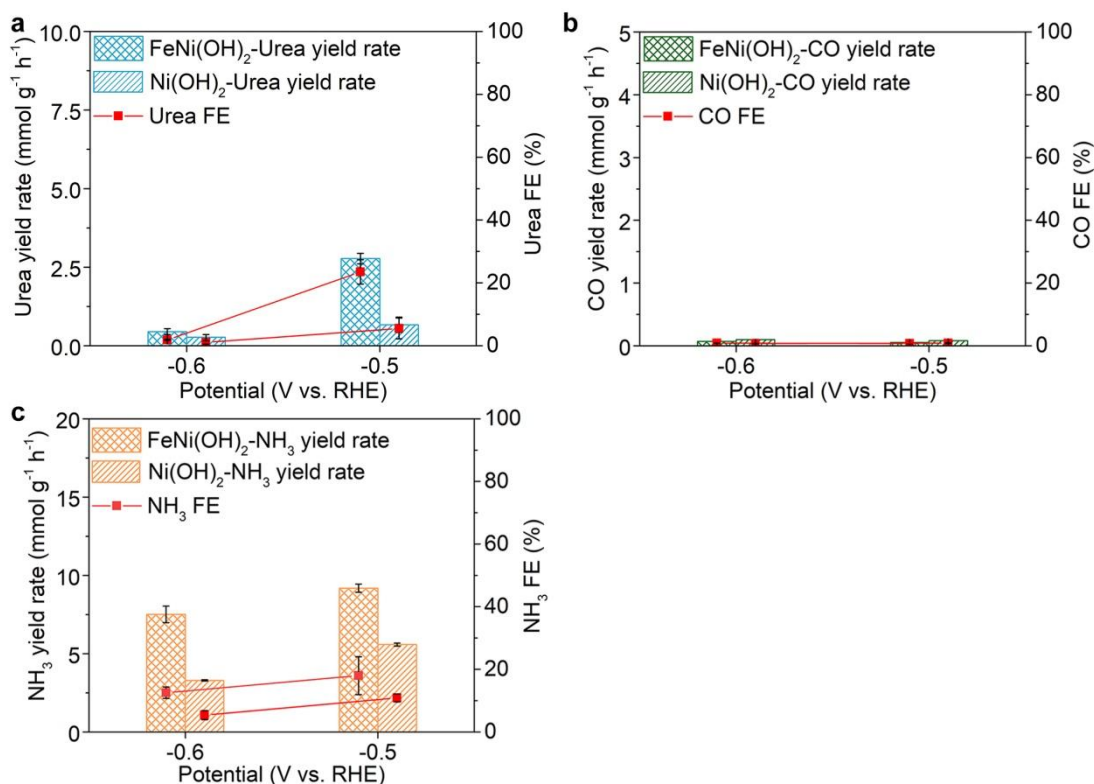 a
10.0
7.5
5.0
2.5
0.0
Urea yield rate (mmol g⁻¹ h⁻¹)
FeNi(OH)₂-Urea yield rate
Ni(OH)₂-Urea yield rate
Urea FE
100
80
60
40
20
0
Urea FE (%)
-0.6
-0.5
Potential (V vs. RHE)
b
5
4
3
2
1
0
CO yield rate (mmol g⁻¹ h⁻¹)
FeNi(OH)₂-CO yield rate
Ni(OH)₂-CO yield rate
CO FE
100
80
60
40
20
0
CO FE (%)
-0.6
-0.5
Potential (V vs. RHE)
c
20
15
10
5
0
NH₃ yield rate (mmol g⁻¹ h⁻¹)
FeNi(OH)₂-NH₃ yield rate
Ni(OH)₂-NH₃ yield rate
NH₃ FE
100
80
60
40
20
0
NH₃ FE (%)
-0.6
-0.5
Potential (V vs. RHE)